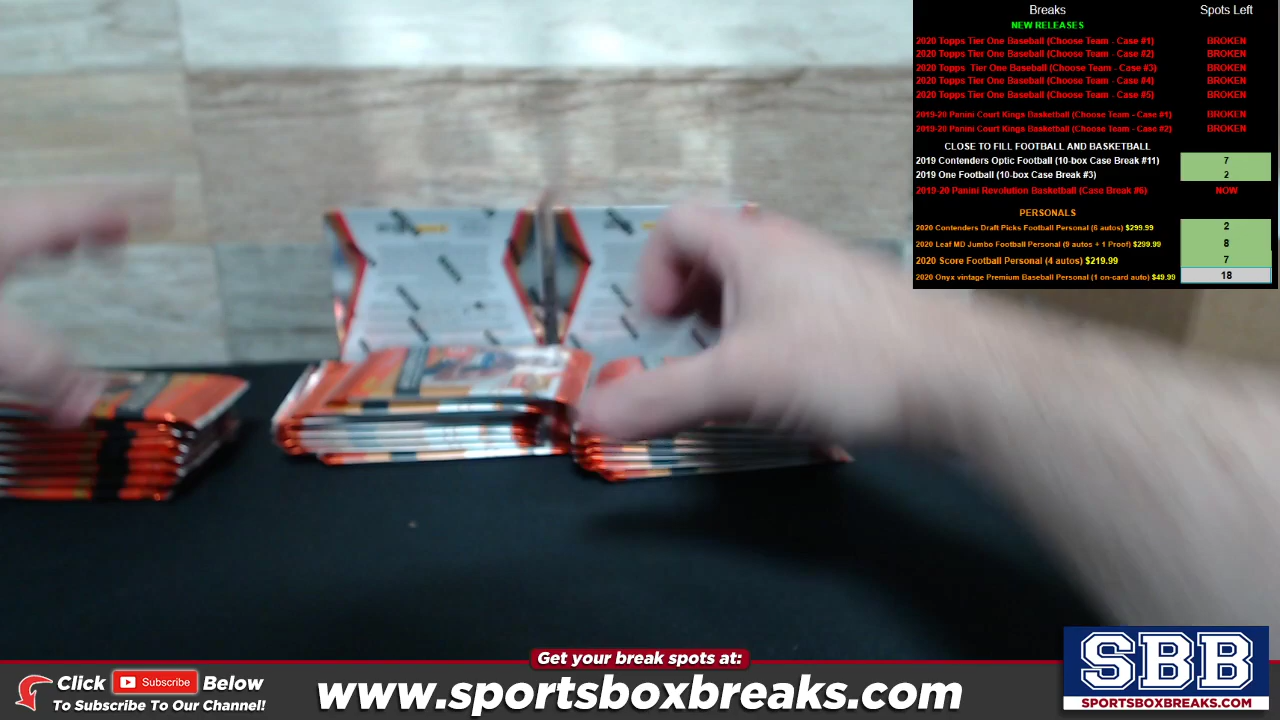 Breaks Spots Left
NEW RELEASES
2020 Topps Tier One Baseball (Choose Team - Case #1) BROKEN
2020 Topps Tier One Baseball (Choose Team - Case #2) BROKEN
2020 Topps Tier One Baseball (Choose Team - Case #3) BROKEN
2020 Topps Tier One Baseball (Choose Team - Case #4) BROKEN
2020 Topps Tier One Baseball (Choose Team - Case #5) BROKEN
2019-20 Panini Court Kings Basketball (Choose Team - Case #1) BROKEN
2019-20 Panini Court Kings Basketball (Choose Team - Case #2) BROKEN
CLOSE TO FILL FOOTBALL AND BASKETBALL
2019 Contenders Optic Football (10-box Case Break #11) 7
2019 One Football (10-box Case Break #3) 2
2019-20 Panini Revolution Basketball (Case Break #6) NOW
PERSONALS
2020 Contenders Draft Picks Football Personal (6 autos) $299.99 2
2020 Leaf MD Jumbo Football Personal (9 autos + 1 Proof) $299.99 8
2020 Score Football Personal (4 autos) $219.99 7
2020 Onyx vintage Premium Baseball Personal (1 on-card auto) $49.99 18
Get your break spots at:
Click Subscribe Below
To Subscribe To Our Channel!
www.sportsboxbreaks.com
SBB
SPORTSBOXBREAKS.COM